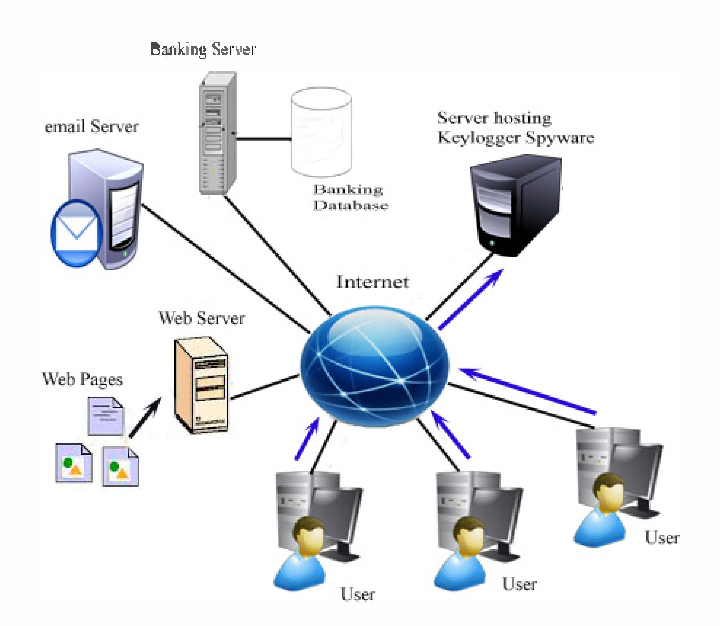 Banking Server
email Server
Server hosting
Keylogger Spyware
Banking
Database
Internet
Web Server
Web Pages
User
User
User